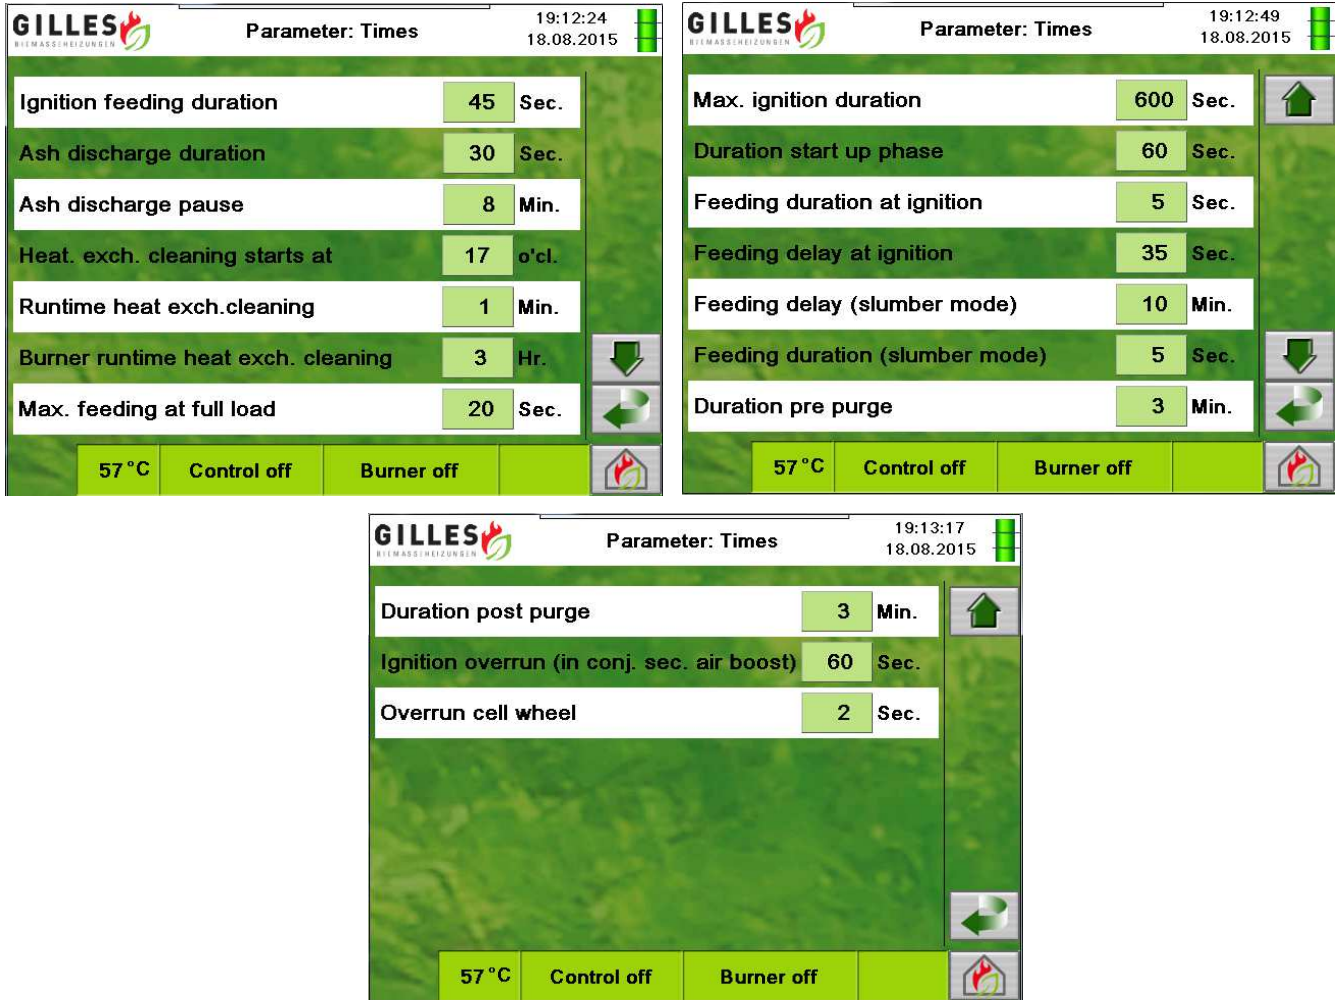 GILLES
BIOMASSEHEIZUNGEN
Parameter: Times
19:12:24
18.08.2015
Ignition feeding duration 45 Sec.
Ash discharge duration 30 Sec.
Ash discharge pause 8 Min.
Heat. exch. cleaning starts at 17 o'cl.
Runtime heat exch.cleaning 1 Min.
Burner runtime heat exch. cleaning 3 Hr.
Max. feeding at full load 20 Sec.
57°C Control off Burner off
GILLES
BIOMASSEHEIZUNGEN
Parameter: Times
19:12:49
18.08.2015
Max. ignition duration 600 Sec.
Duration start up phase 60 Sec.
Feeding duration at ignition 5 Sec.
Feeding delay at ignition 35 Sec.
Feeding delay (slumber mode) 10 Min.
Feeding duration (slumber mode) 5 Sec.
Duration pre purge 3 Min.
57°C Control off Burner off
GILLES
BIOMASSEHEIZUNGEN
Parameter: Times
19:13:17
18.08.2015
Duration post purge 3 Min.
Ignition overrun (in conj. sec. air boost) 60 Sec.
Overrun cell wheel 2 Sec.
57°C Control off Burner off